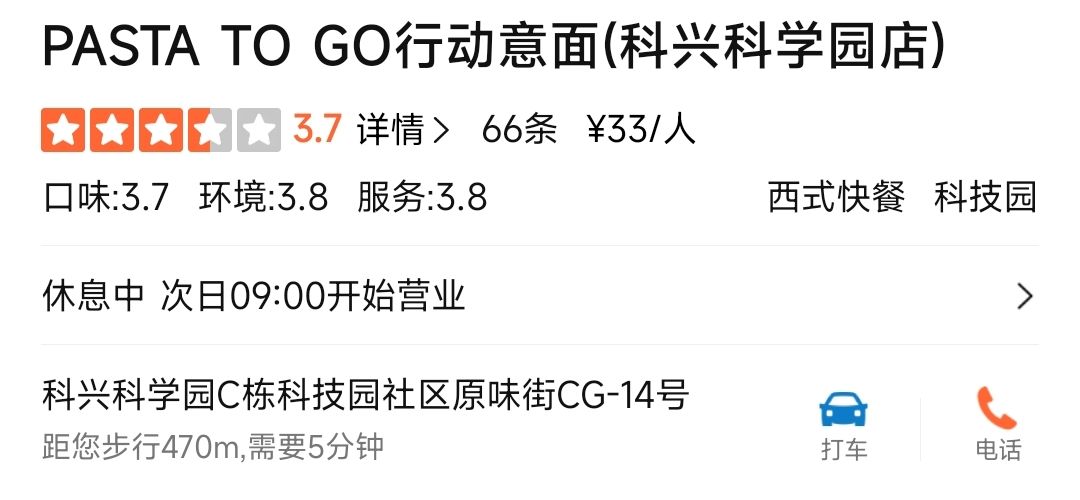 PASTA TO GO行动意面(科兴科学园店)
3.7 详情 66条 ¥33/人
口味:3.7 环境:3.8 服务:3.8 西式快餐 科技园
休息中 次日09:00开始营业
科兴科学园C栋科技园社区原味街CG-14号
距您步行470m,需要5分钟
打车 电话